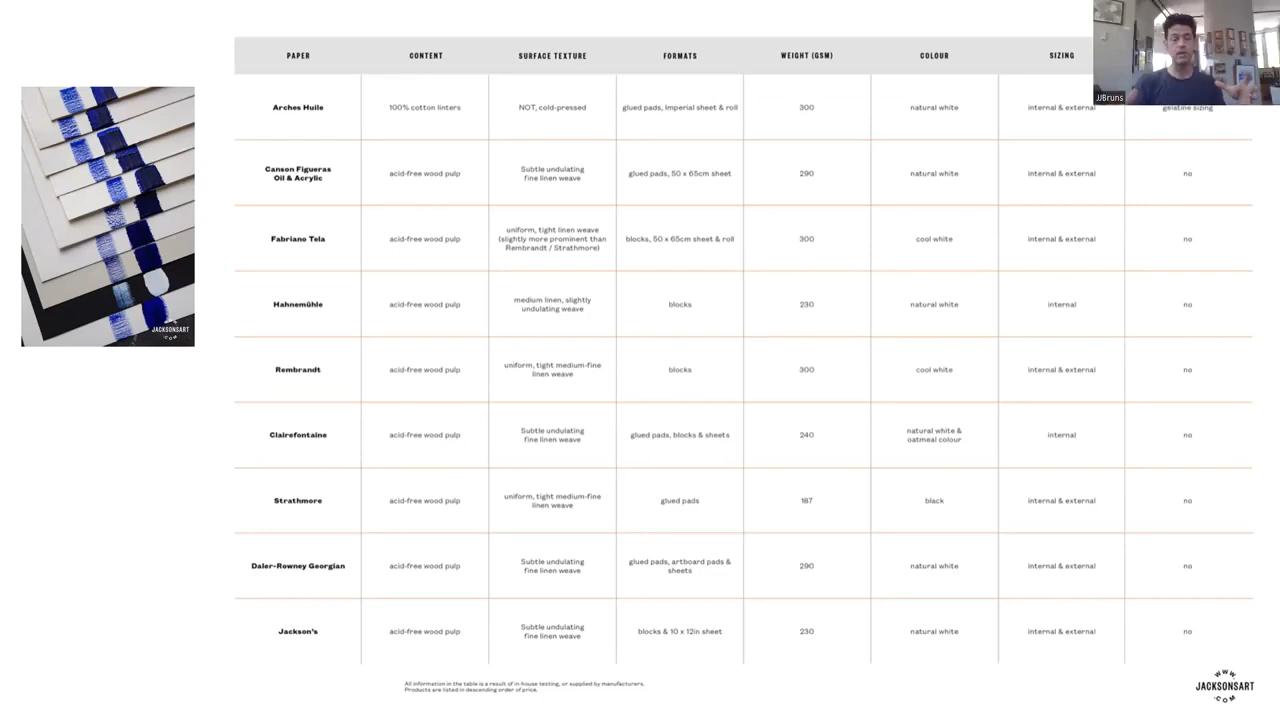 PAPER CONTENT SURFACE TEXTURE FORMATS WEIGHT (GSM) COLOUR SIZING
JJBruns
Arches Huile 100% cotton linters NOT, cold-pressed glued pads, Imperial sheet & roll 300 natural white internal & external gelatine sizing
Canson Figueras
Oil & Acrylic
acid-free wood pulp
Subtle undulating
fine linen weave
glued pads, 50 x 65cm sheet 290 natural white internal & external no
Fabriano Tela acid-free wood pulp
uniform, tight linen weave
(slightly more prominent than
Rembrandt / Strathmore)
blocks, 50 x 65cm sheet & roll 300 cool white internal & external no
Hahnemühle acid-free wood pulp
medium linen, slightly
undulating weave
blocks 230 natural white internal no
Rembrandt acid-free wood pulp
uniform, tight medium-fine
linen weave
blocks 300 cool white internal & external no
Clairefontaine acid-free wood pulp
Subtle undulating
fine linen weave
glued pads, blocks & sheets 240
natural white &
oatmeal colour
internal no
Strathmore acid-free wood pulp
uniform, tight medium-fine
linen weave
glued pads 187 black internal & external no
Daler-Rowney Georgian acid-free wood pulp
Subtle undulating
fine linen weave
glued pads, artboard pads &
sheets
290 natural white internal & external no
Jackson's acid-free wood pulp
Subtle undulating
fine linen weave
blocks & 10 x 12in sheet 230 natural white internal & external no
All information in the table is a result of in-house testing, or supplied by manufacturers.
Products are listed in descending order of price.
JACKSONSART
.COM
WWW.
JACKSONSART
.COM